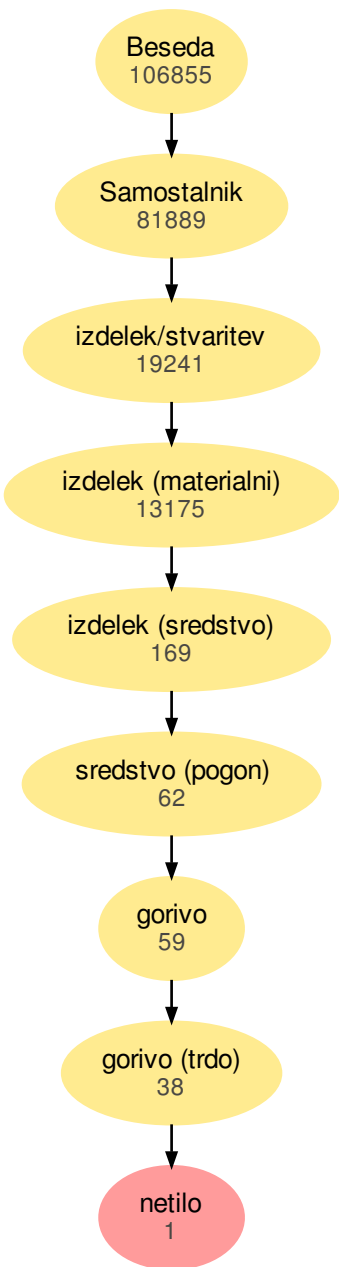 Beseda
106855
Samostalnik
81889
izdelek/stvaritev
19241
izdelek (materialni)
13175
izdelek (sredstvo)
169
sredstvo (pogon)
62
gorivo
59
gorivo (trdo)
38
netilo
1